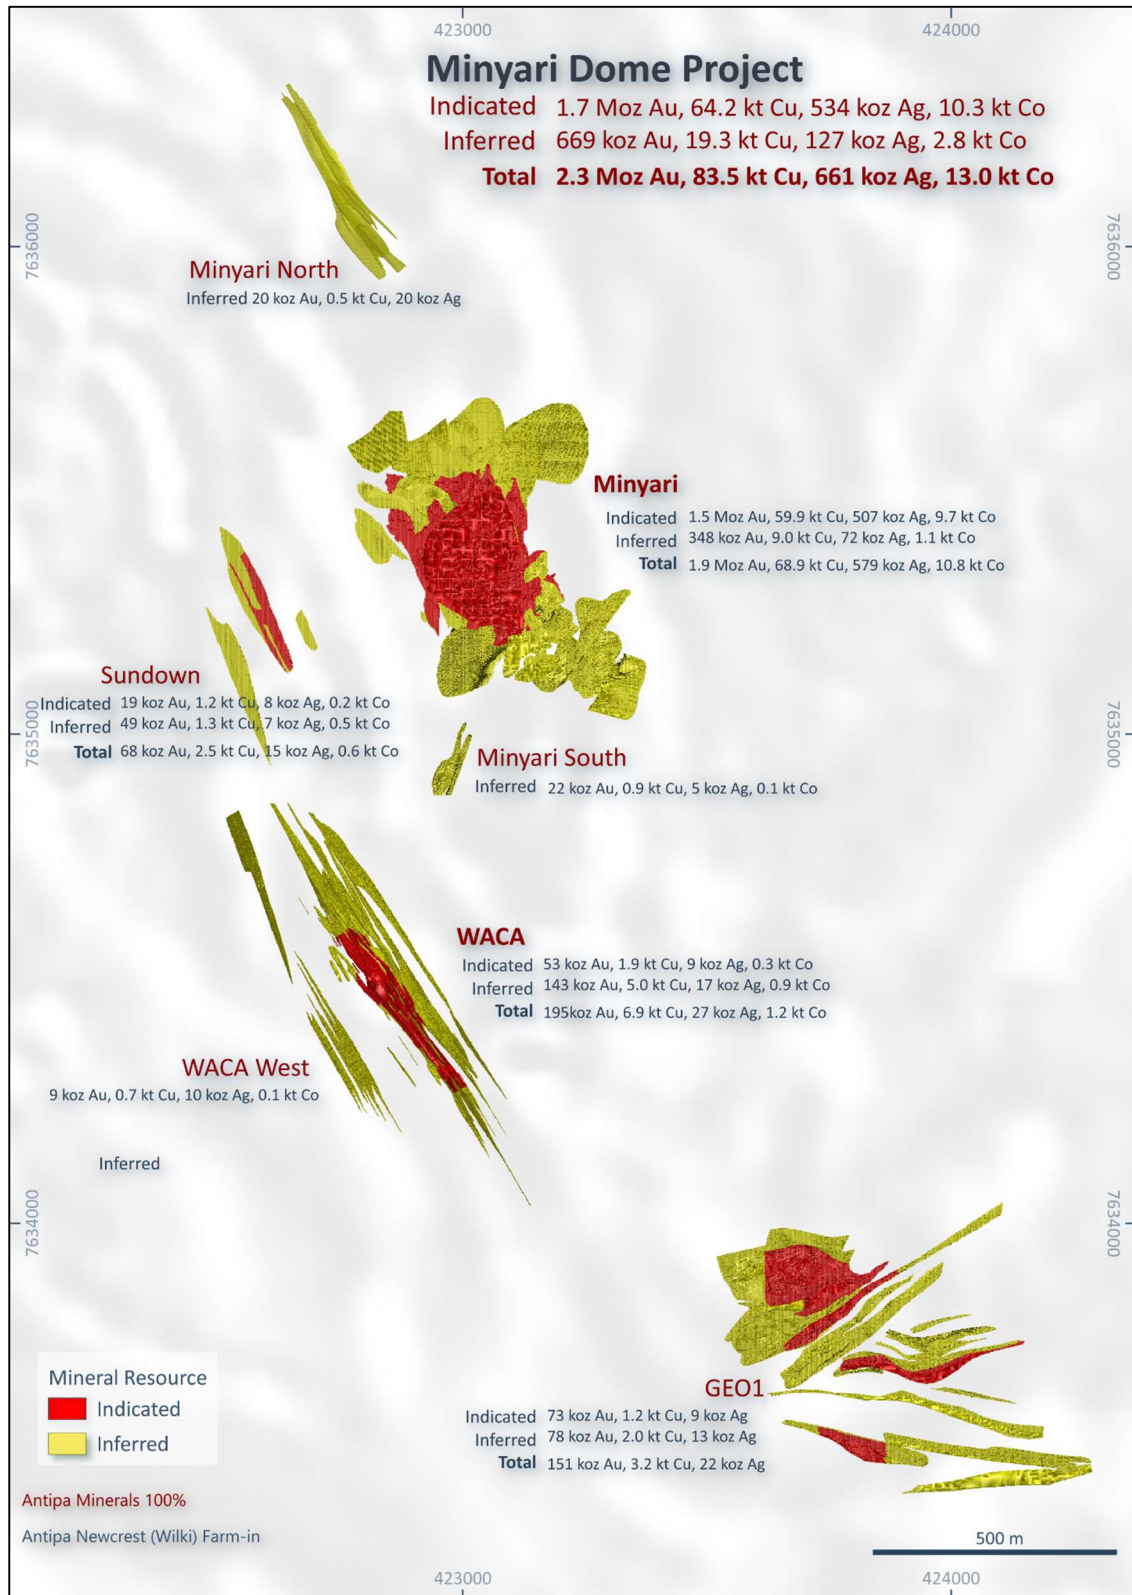 423000
424000
Minyari Dome Project
Indicated 1.7 Moz Au, 64.2 kt Cu, 534 koz Ag, 10.3 kt Co
Inferred 669 koz Au, 19.3 kt Cu, 127 koz Ag, 2.8 kt Co
Total 2.3 Moz Au, 83.5 kt Cu, 661 koz Ag, 13.0 kt Co
7636000
7636000
Minyari North
Inferred 20 koz Au, 0.5 kt Cu, 20 koz Ag
Minyari
Indicated 1.5 Moz Au, 59.9 kt Cu, 507 koz Ag, 9.7 kt Co
Inferred 348 koz Au, 9.0 kt Cu, 72 koz Ag, 1.1 kt Co
Total 1.9 Moz Au, 68.9 kt Cu, 579 koz Ag, 10.8 kt Co
Sundown
Indicated 19 koz Au, 1.2 kt Cu, 8 koz Ag, 0.2 kt Co
Inferred 49 koz Au, 1.3 kt Cu, 7 koz Ag, 0.5 kt Co
Total 68 koz Au, 2.5 kt Cu, 15 koz Ag, 0.6 kt Co
7635000
7635000
Minyari South
Inferred 22 koz Au, 0.9 kt Cu, 5 koz Ag, 0.1 kt Co
WACA
Indicated 53 koz Au, 1.9 kt Cu, 9 koz Ag, 0.3 kt Co
Inferred 143 koz Au, 5.0 kt Cu, 17 koz Ag, 0.9 kt Co
Total 195koz Au, 6.9 kt Cu, 27 koz Ag, 1.2 kt Co
WACA West
9 koz Au, 0.7 kt Cu, 10 koz Ag, 0.1 kt Co
Inferred
7634000
7634000
GEO1
Indicated 73 koz Au, 1.2 kt Cu, 9 koz Ag
Inferred 78 koz Au, 2.0 kt Cu, 13 koz Ag
Total 151 koz Au, 3.2 kt Cu, 22 koz Ag
Mineral Resource
Indicated
Inferred
Antipa Minerals 100%
Antipa Newcrest (Wilki) Farm-in
500 m
423000
424000